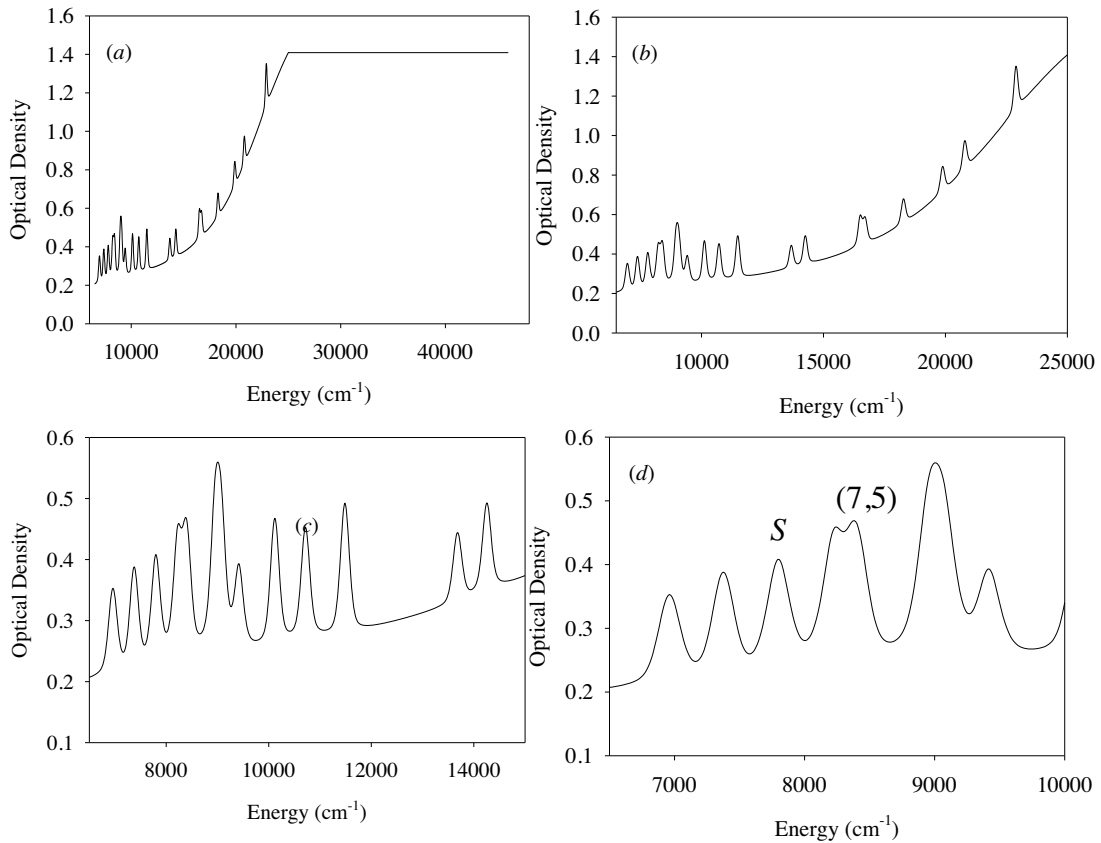 (a)
1.6
1.4
1.2
1.0
0.8
0.6
0.4
0.2
0.0
Optical Density
10000 20000 30000 40000
Energy (cm-1)
(b)
1.6
1.4
1.2
1.0
0.8
0.6
0.4
0.2
0.0
Optical Density
10000 15000 20000 25000
Energy (cm-1)
(c)
0.6
0.5
0.4
0.3
0.2
0.1
Optical Density
8000 10000 12000 14000
Energy (cm-1)
(d)
(7,5)
S
0.6
0.5
0.4
0.3
0.2
0.1
Optical Density
7000 8000 9000 10000
Energy (cm-1)